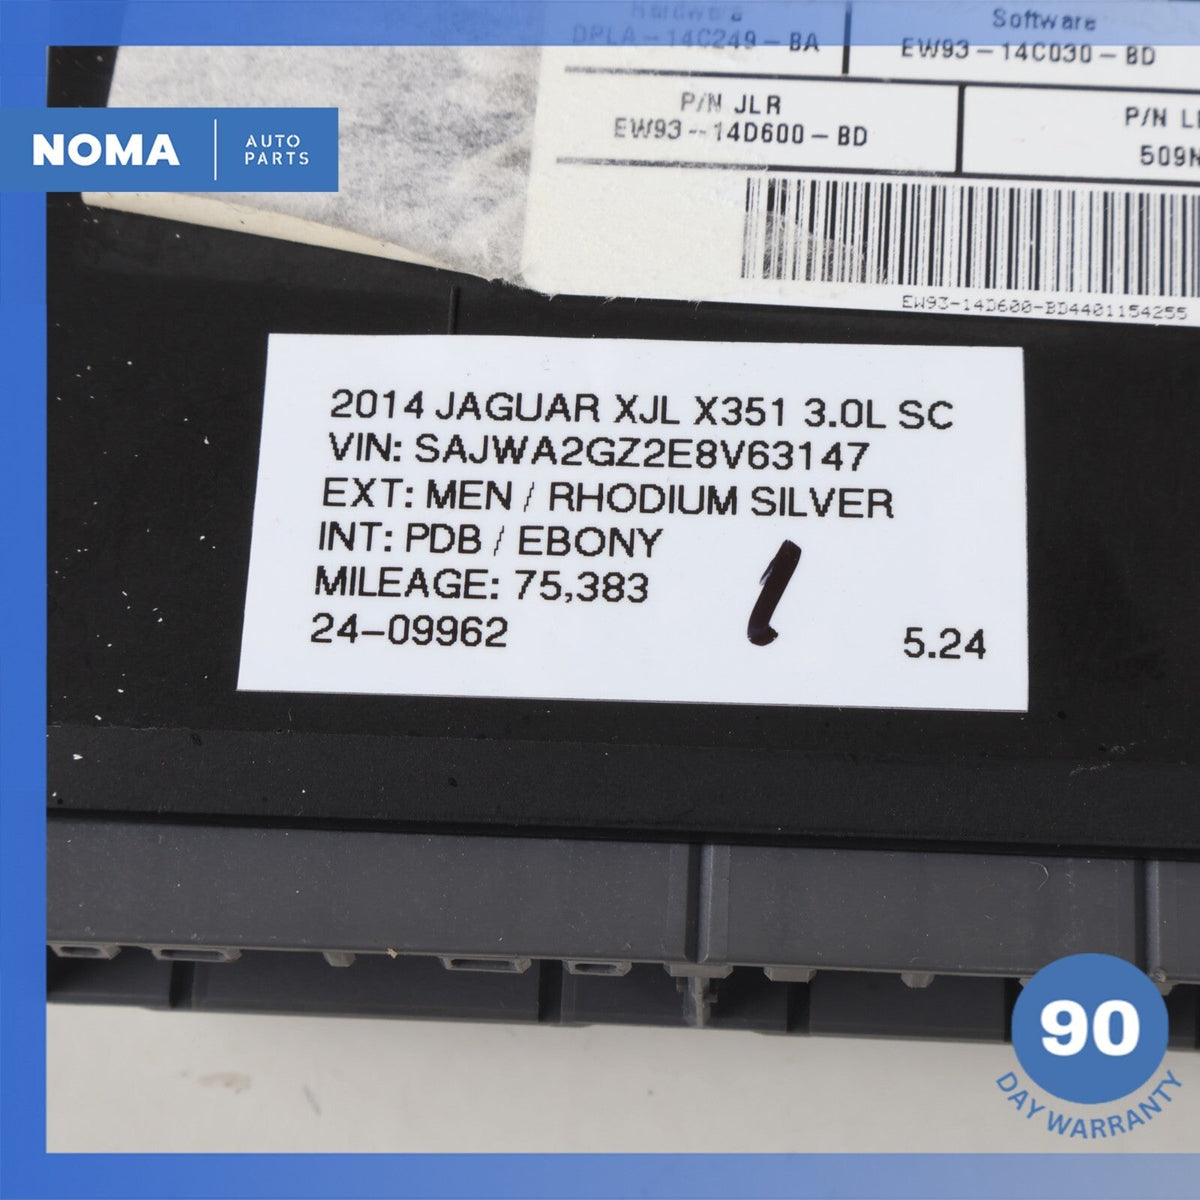 Hardware
DPLA-14C249-BA
Software
EW93-14C030-BD
P/N JLR
EW93--14D600-BD
P/N
509N
EW93-14D600-BD4401154255
NOMA
AUTO
PARTS
2014 JAGUAR XJL X351 3.0L SC
VIN: SAJWA2GZ2E8V63147
EXT: MEN / RHODIUM SILVER
INT: PDB / EBONY
MILEAGE: 75,383
24-09962
5.24
90
DAY WARRANTY